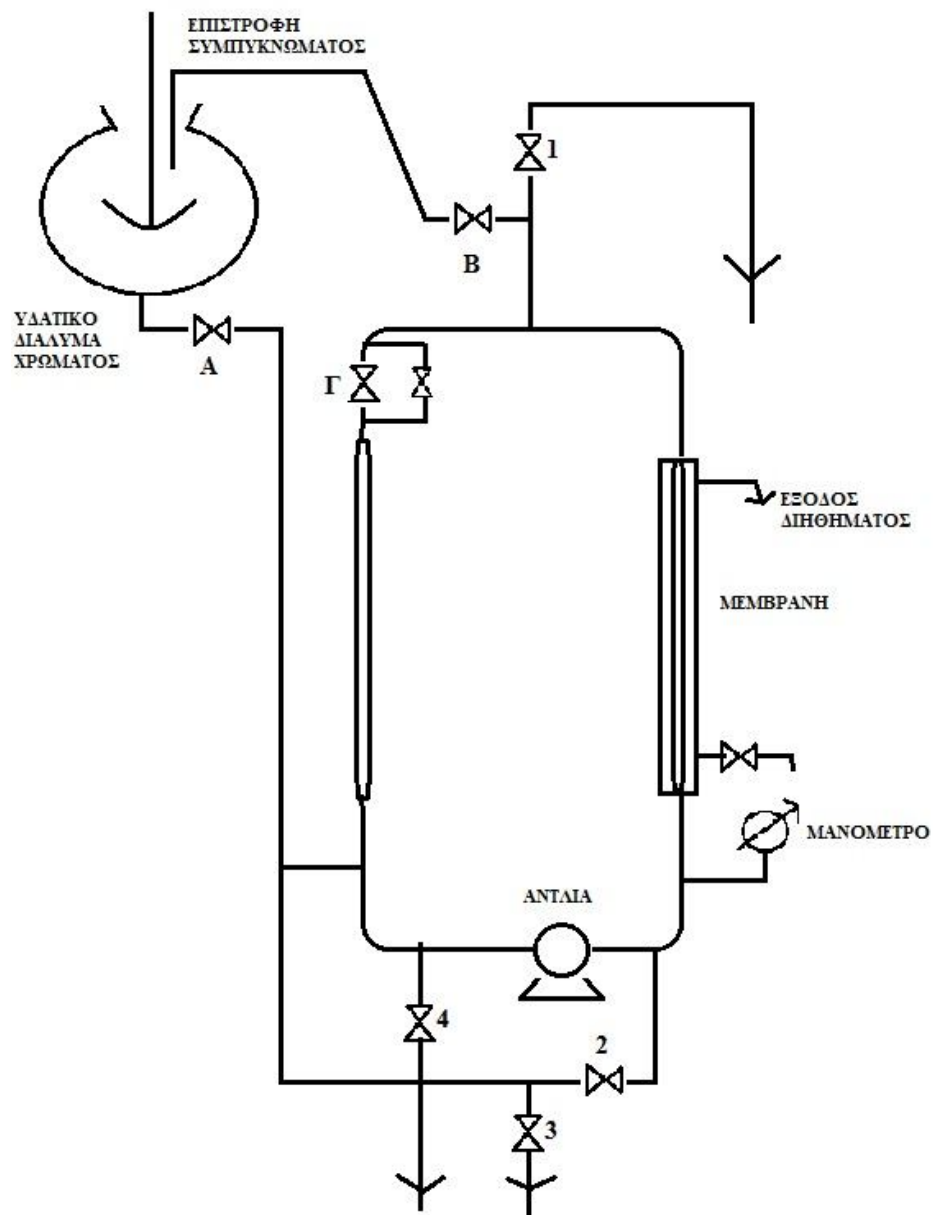 ΕΠΙΣΤΡΟΦΗ
ΣΥΜΠΥΚΝΩΜΑΤΟΣ
1
Β
ΥΔΑΤΙΚΟ
ΔΙΑΛΥΜΑ
ΧΡΩΜΑΤΟΣ
Α
Γ
ΕΞΟΔΟΣ
ΔΙΗΘΗΜΑΤΟΣ
ΜΕΜΒΡΑΝΗ
ΜΑΝΟΜΕΤΡΟ
ΑΝΤΛΙΑ
4
2
3